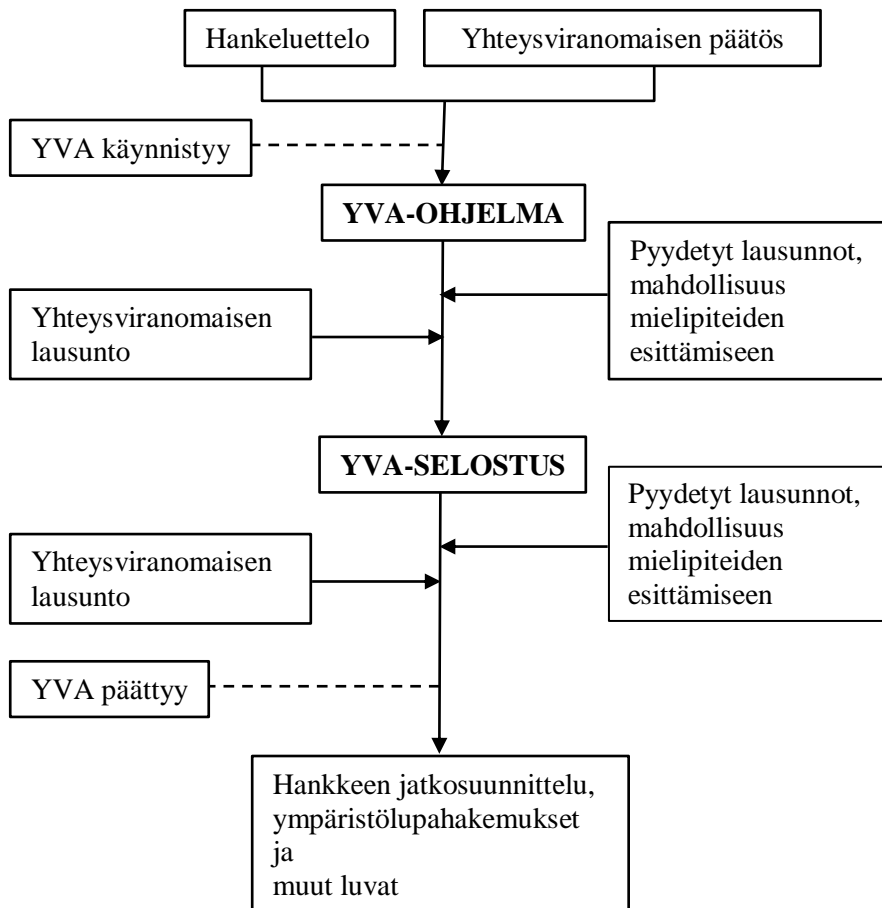 Hankeluettelo
Yhteysviranomaisen päätös
YVA käynnistyy
YVA-OHJELMA
Pyydetyt lausunnot,
mahdollisuus
mielipiteiden
esittämiseen
Yhteysviranomaisen
lausunto
YVA-SELOSTUS
Pyydetyt lausunnot,
mahdollisuus
mielipiteiden
esittämiseen
Yhteysviranomaisen
lausunto
YVA päättyy
Hankkeen jatkosuunnittelu,
ympäristölupahakemukset
ja
muut luvat